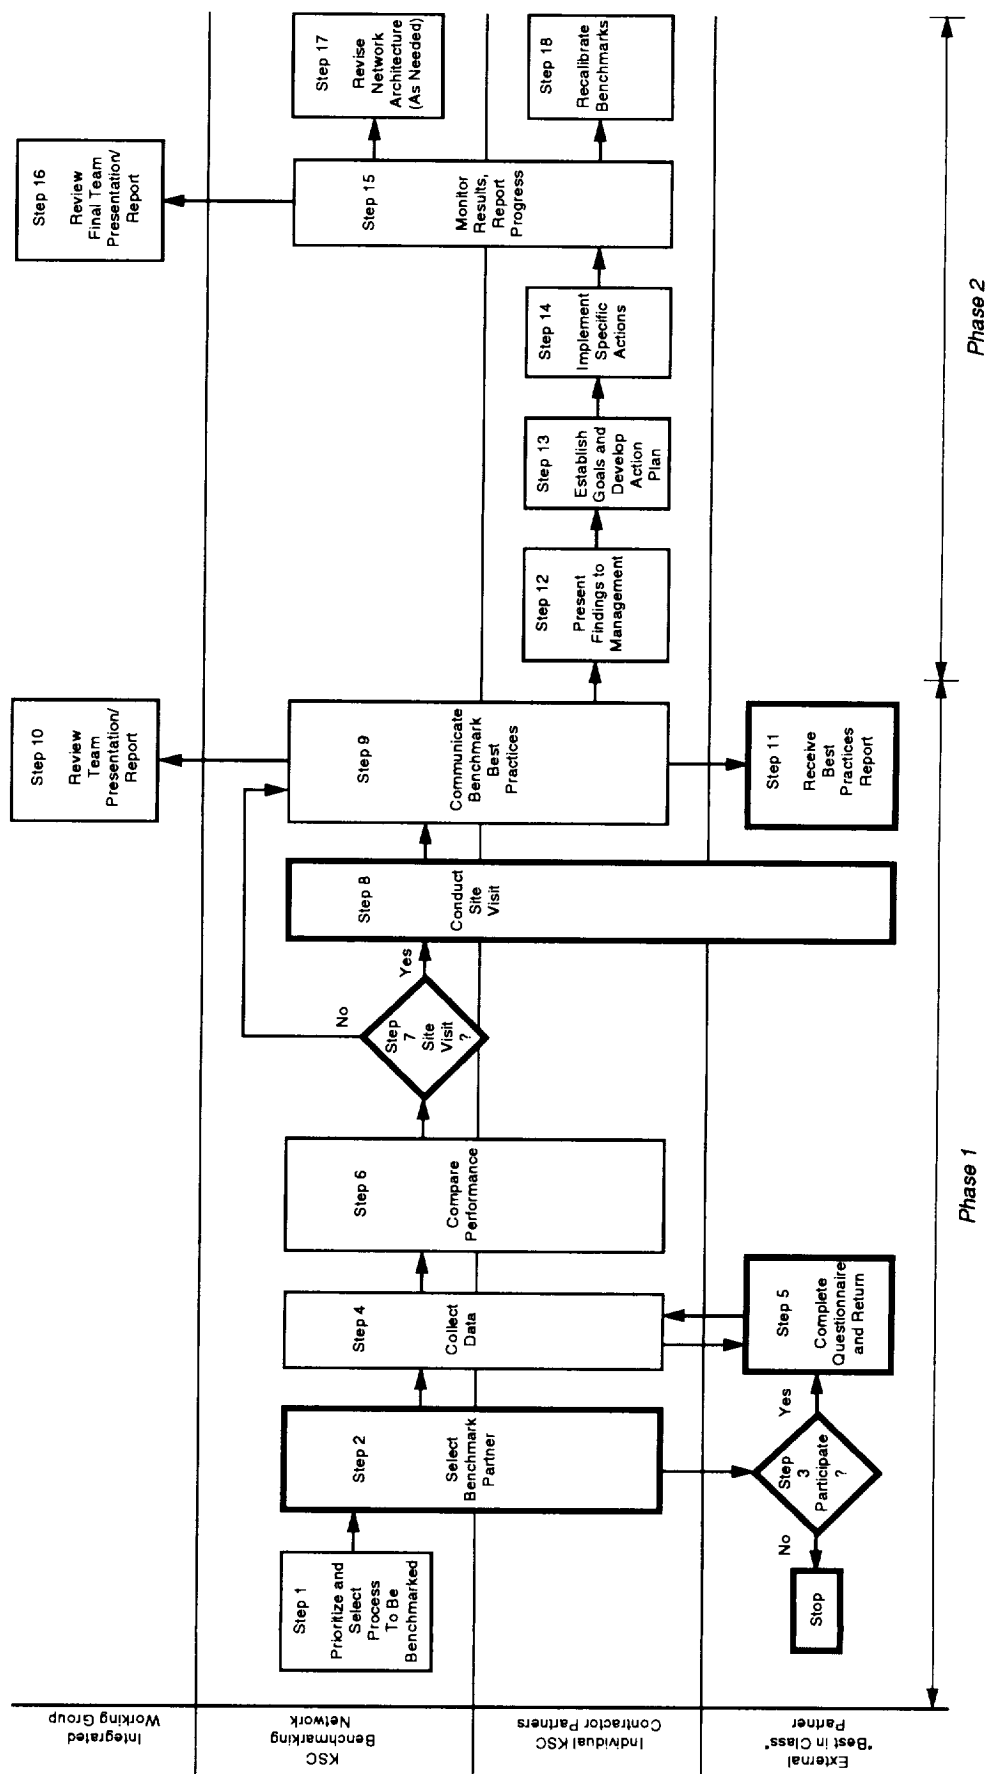 Integrated
Working Group
KSC
Benchmarking
Network
Individual KSC
Contractor Partners
External
"Best in Class"
Partner
Step 1
Prioritize and
Select
Process
To Be
Benchmarked
Step 2
Select
Benchmark
Partner
Step
3
Participate
?
No
Stop
Yes
Step 4
Collect
Data
Step 5
Complete
Questionnaire
and Return
Step 6
Compare
Performance
Step
7
Site
Visit
?
No
Yes
Step 8
Conduct
Site
Visit
Step 9
Communicate
Benchmark
Best
Practices
Step 10
Review
Team
Presentation/
Report
Step 11
Receive
Best
Practices
Report
Step 12
Present
Findings to
Management
Step 13
Establish
Goals and
Develop
Action
Plan
Step 14
Implement
Specific
Actions
Step 15
Monitor
Results,
Report
Progress
Step 16
Review
Final Team
Presentation/
Report
Step 17
Revise
Network
Architecture
(As Needed)
Step 18
Recalibrate
Benchmarks
Phase 1
Phase 2